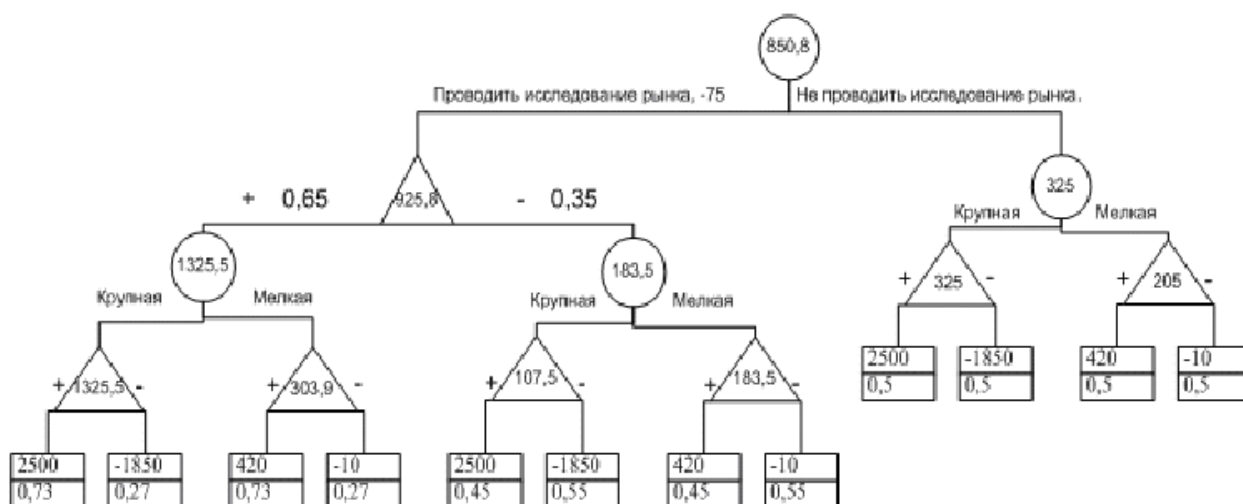 850,8
Проводить исследование рынка, -75 Не проводить исследование рынка.
+ 0,65 925,8 - 0,35 325
Крупная Мелкая
1325,5 183,5
+ 325 - + 205 -
Крупная Мелкая Крупная Мелкая
2500 -1850 420 -10
0,5 0,5 0,5 0,5
+ 1325,5 - + 303,9 - + 107,5 - + 183,5 -
2500 -1850 420 -10 2500 -1850 420 -10
0,73 0,27 0,73 0,27 0,45 0,55 0,45 0,55